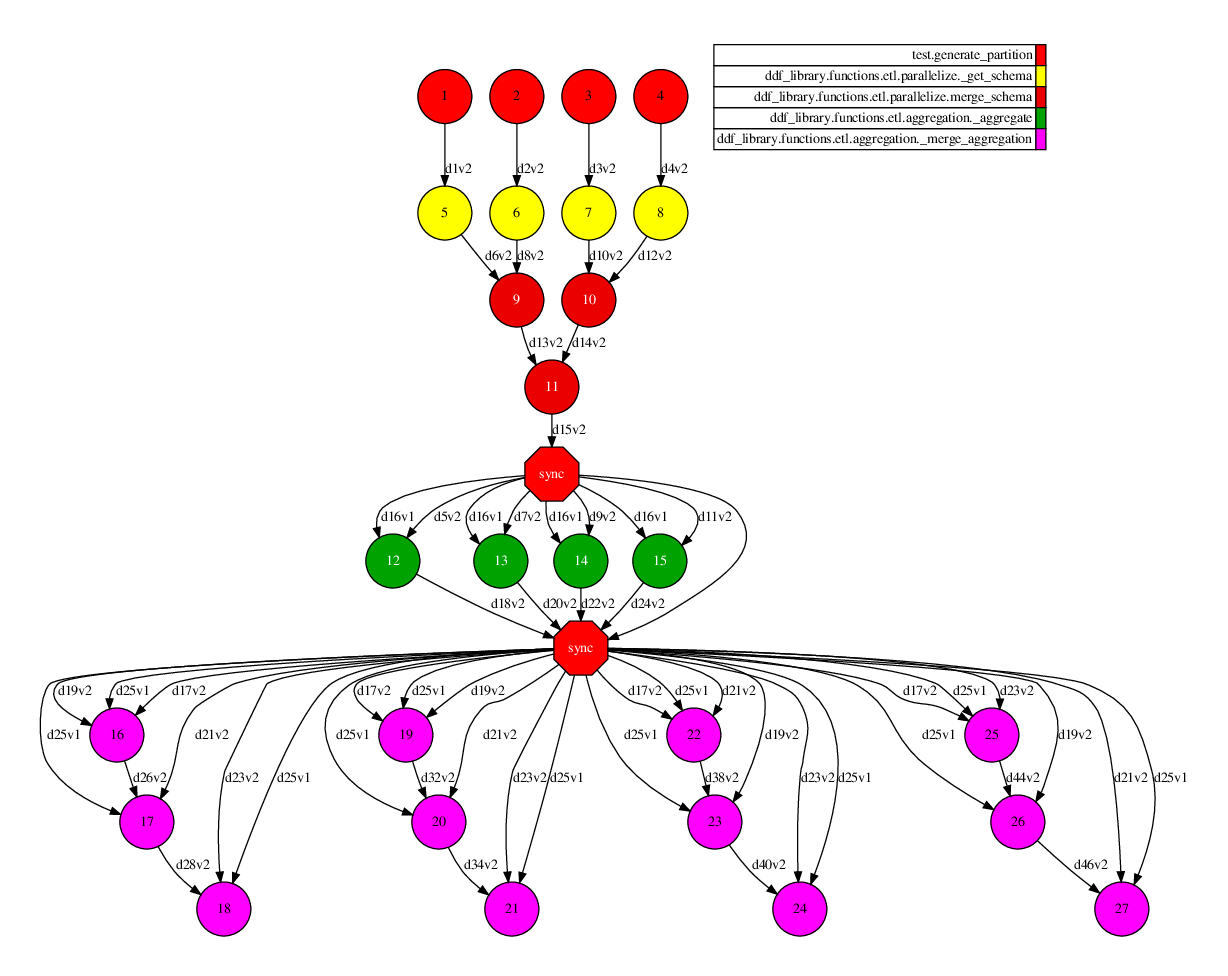 test.generate_partition
ddf_library.functions.etl.parallelize._get_schema
ddf_library.functions.etl.parallelize.merge_schema
ddf_library.functions.etl.aggregation._aggregate
ddf_library.functions.etl.aggregation._merge_aggregation
1 2 3 4
d1v2 d2v2 d3v2 d4v2
5 6 7 8
d6v2 d8v2 d10v2 d12v2
9 10
d13v2 d14v2
11
d15v2
sync
d16v1 d5v2 d16v1 d7v2 d16v1 d9v2 d16v1 d11v2
12 13 14 15
d18v2 d20v2 d22v2 d24v2
sync
d19v2 d25v1 d17v2 d17v2 d25v1 d19v2 d17v2 d25v1 d21v2 d17v2 d25v1 d23v2
d25v1 16 d21v2 d25v1 19 d21v2 d25v1 22 d19v2 d25v1 25 d19v2
d26v2 d23v2 d25v1 d32v2 d23v2 d25v1 d38v2 d23v2 d25v1 d44v2 d21v2 d25v1
17 20 23 26
d28v2 d34v2 d40v2 d46v2
18 21 24 27